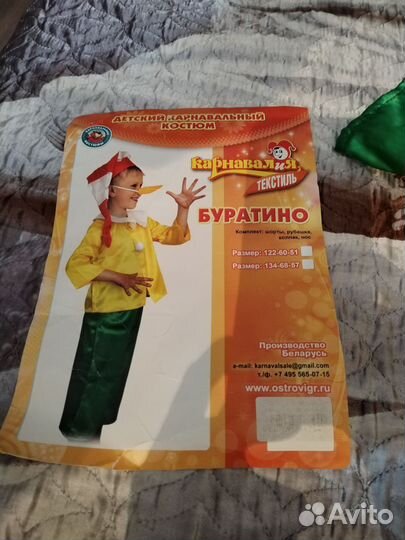 ДЕТСКИЙ КАРНАВАЛЬНЫЙ
КОСТЮМ
КАРНАВАЛИЯ
ТЕКСТИЛЬ
БУРАТИНО
Комплект: шорты, рубашка,
колпак, нос
Размер: 122-60-51
Размер: 134-68-57
Производство
Беларусь
e-mail: karnavalsale@gmail.com
т./ф. +7 495 565-07-15
www.ostrovigr.ru
Avito